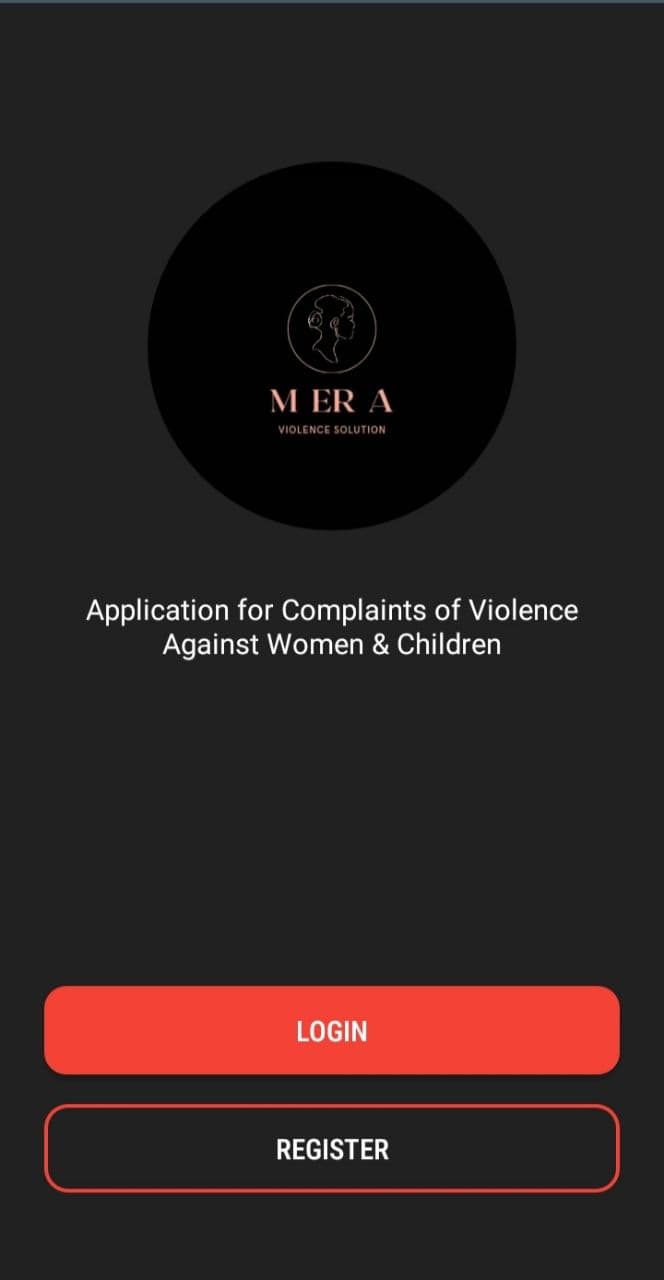 M ER A
VIOLENCE SOLUTION
Application for Complaints of Violence
Against Women & Children
LOGIN
REGISTER